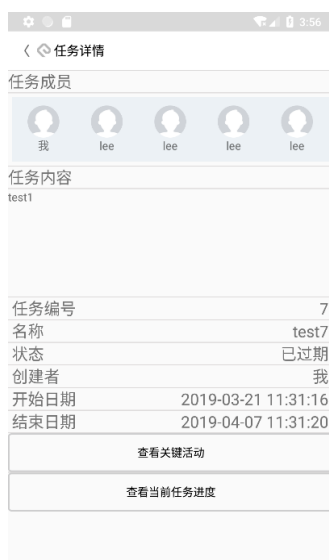 3:56
任务详情
任务成员
我 lee lee lee lee
任务内容
test1
任务编号 7
名称 test7
状态 已过期
创建者 我
开始日期 2019-03-21 11:31:16
结束日期 2019-04-07 11:31:20
查看关键活动
查看当前任务进度